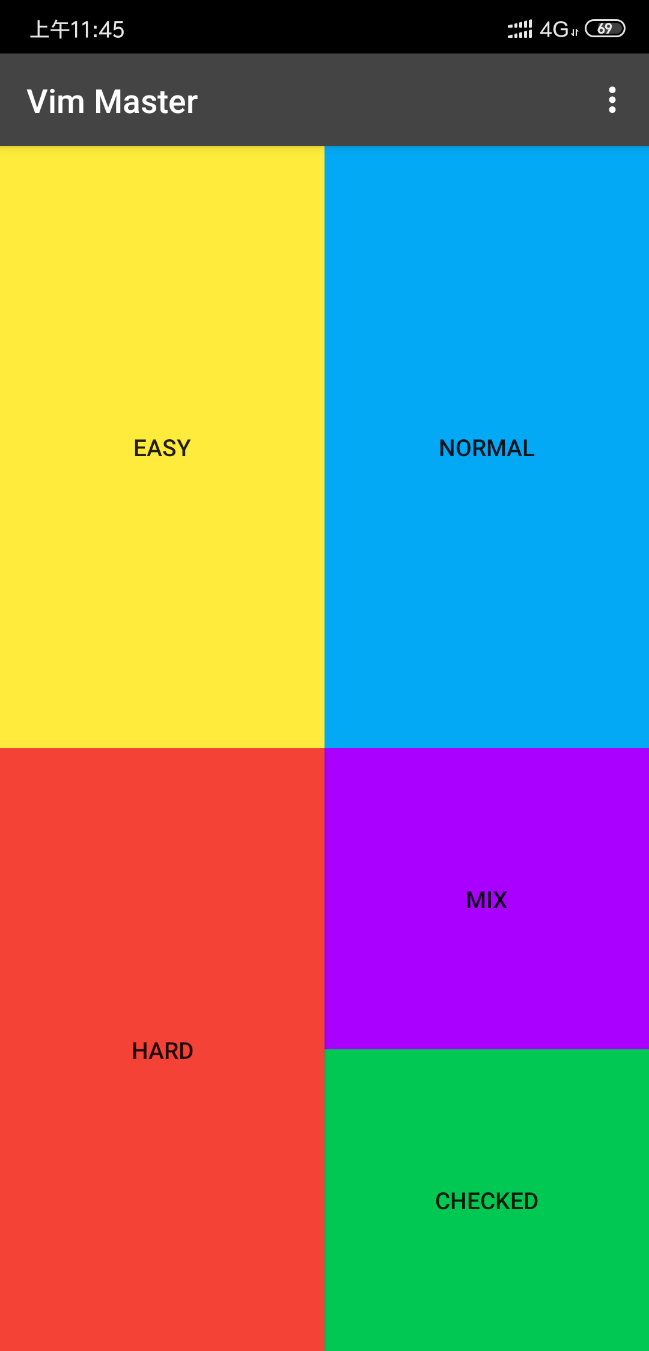 上午11:45
4G 69
Vim Master
EASY
NORMAL
HARD
MIX
CHECKED